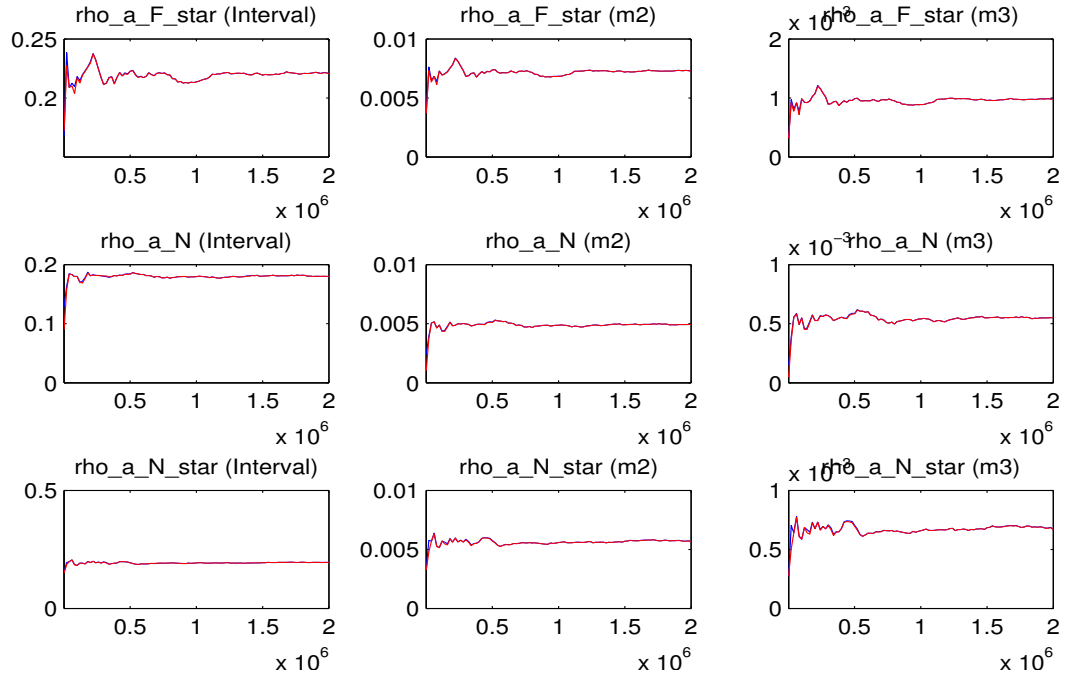 rho_a_F_star (Interval)
0.25
0.2
0.5 1 1.5 2
x 10^6
rho_a_F_star (m2)
0.01
0.005
0
0.5 1 1.5 2
x 10^6
x 10^-3
rho_a_F_star (m3)
2
1
0
0.5 1 1.5 2
x 10^6
rho_a_N (Interval)
0.2
0.1
0
0.5 1 1.5 2
x 10^6
rho_a_N (m2)
0.01
0.005
0
0.5 1 1.5 2
x 10^6
x 10^-3
rho_a_N (m3)
1
0.5
0
0.5 1 1.5 2
x 10^6
rho_a_N_star (Interval)
0.5
0
0.5 1 1.5 2
x 10^6
rho_a_N_star (m2)
0.01
0.005
0
0.5 1 1.5 2
x 10^6
x 10^-3
rho_a_N_star (m3)
1
0.5
0
0.5 1 1.5 2
x 10^6